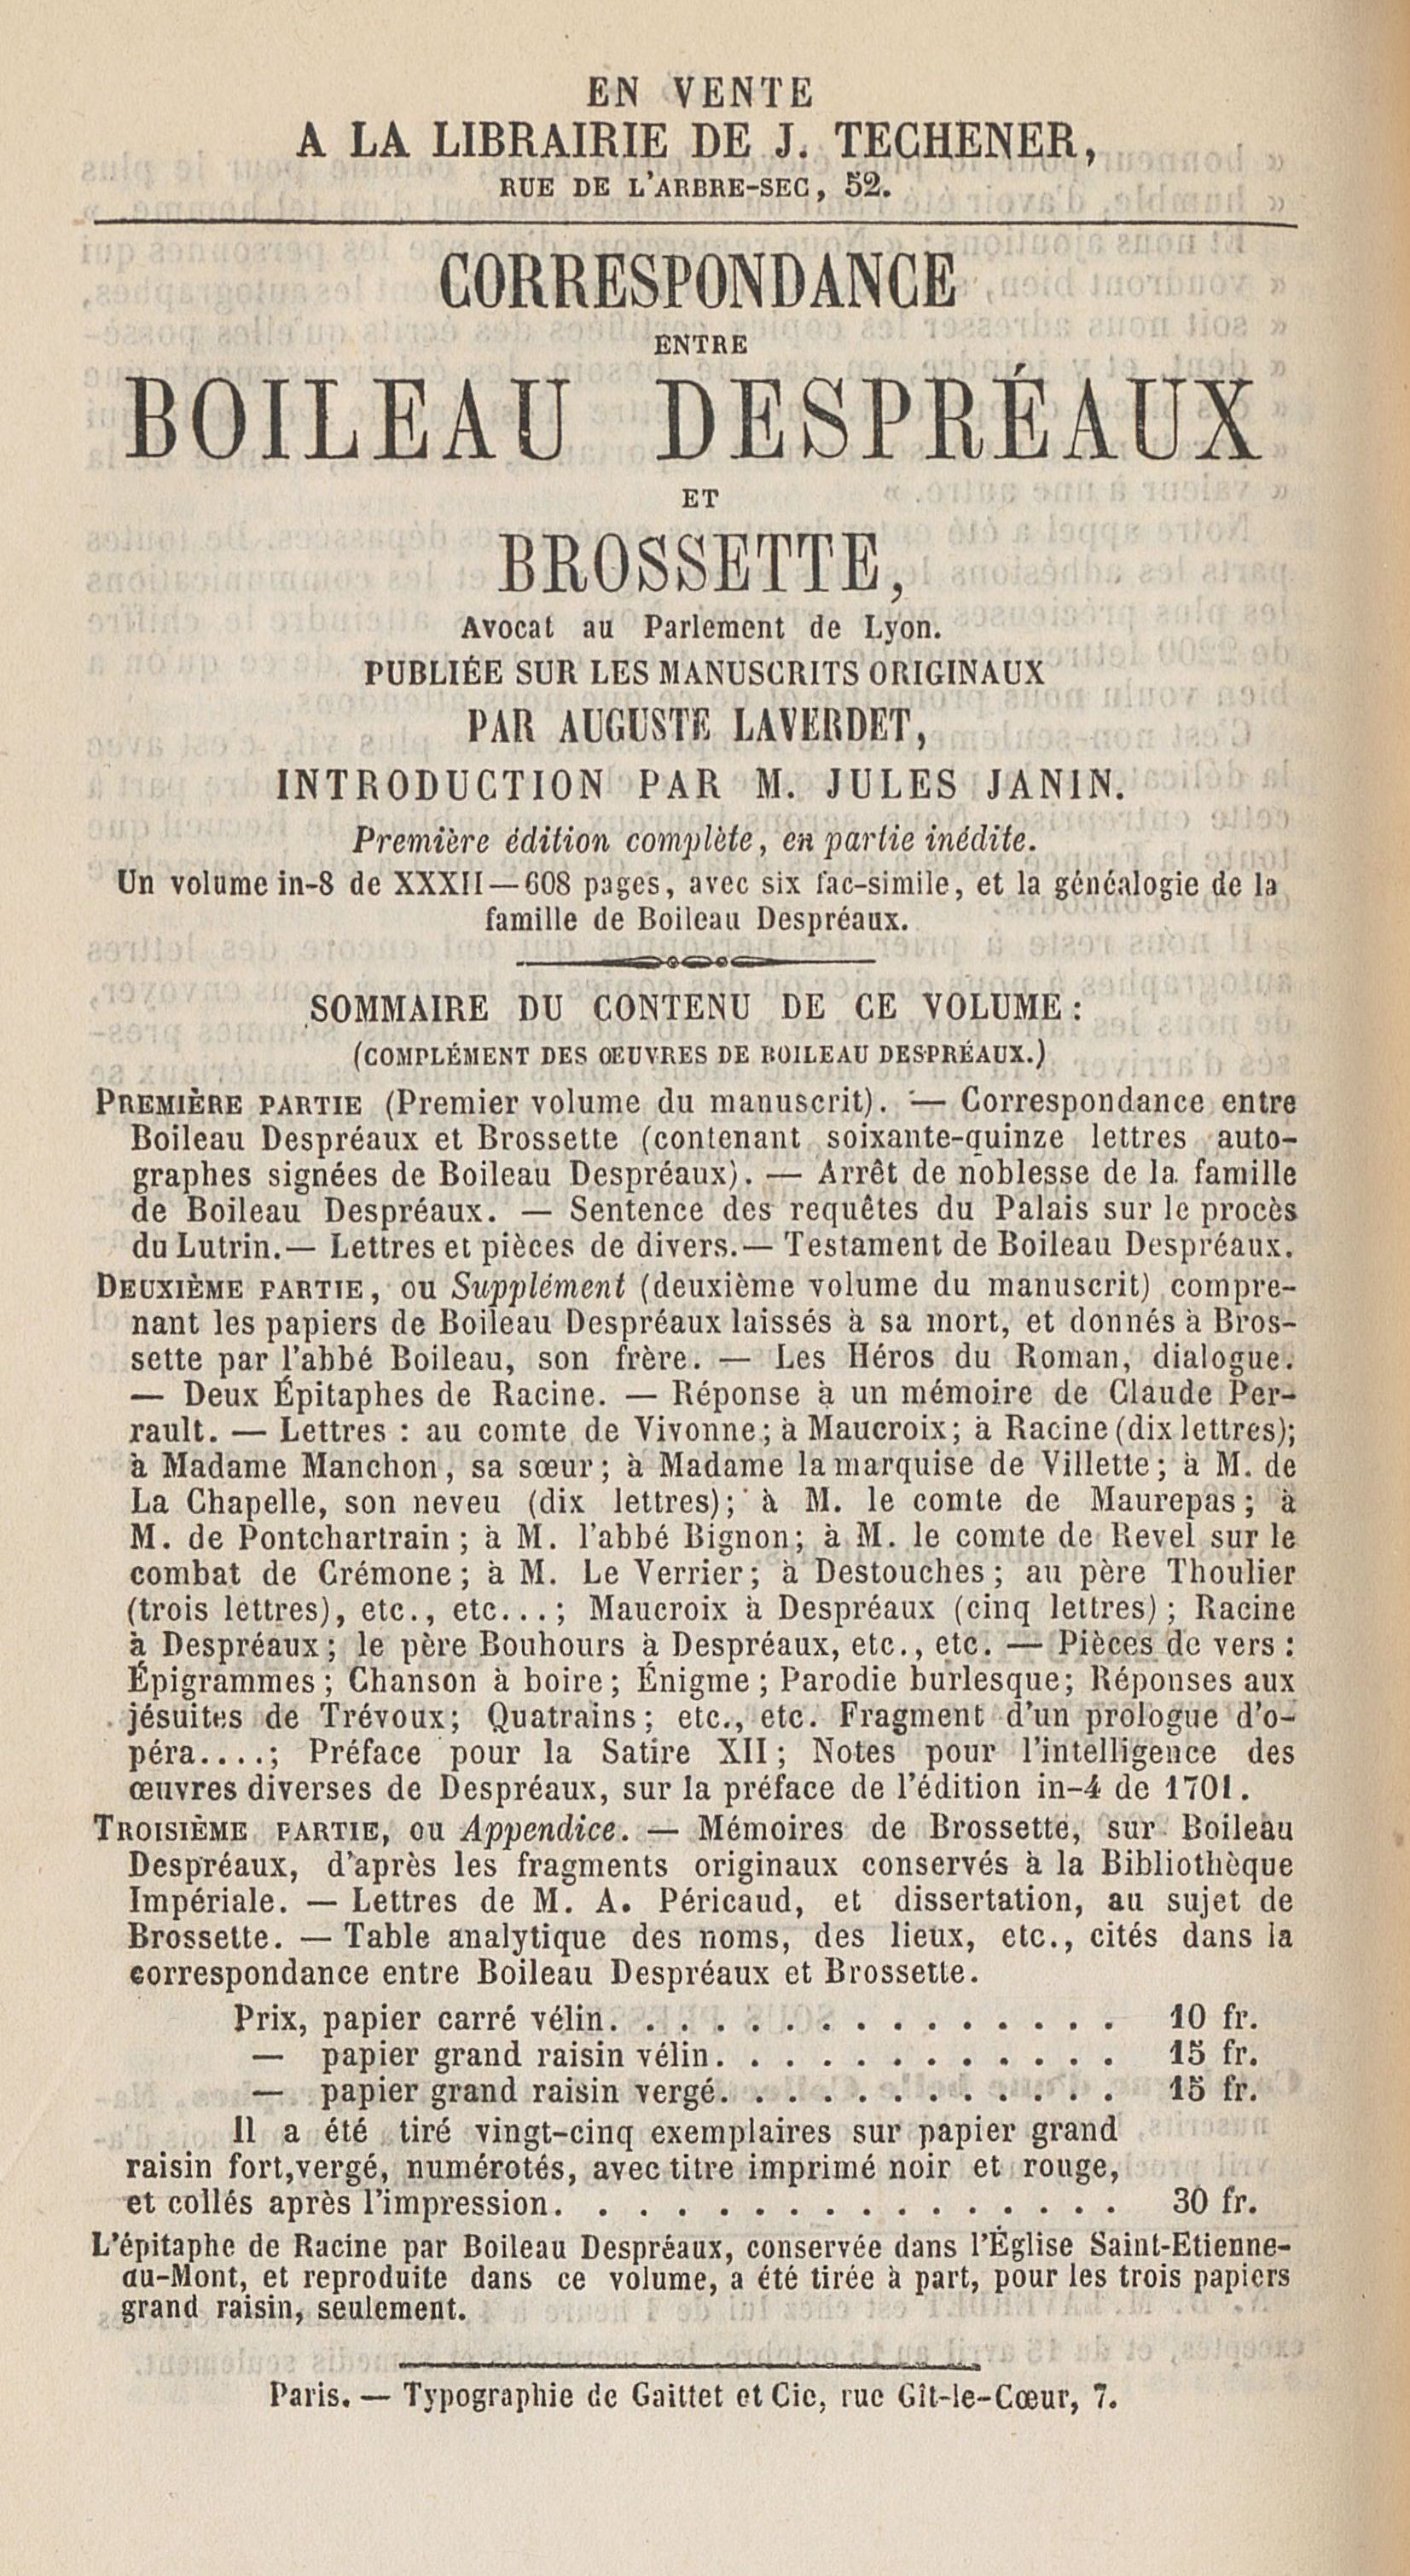 EN VENTE
A LA LIBRAIRIE DE J. TECHENER,
RUE DE L'ARBRE-SEC, 52.
CORRESPONDANCE
ENTRE
BOILEAU DESPRÉAUX
ET
BROSSETTE,
Avocat au Parlement de Lyon.
PUBLIÉE SUR LES MANUSCRITS ORIGINAUX
PAR AUGUSTE LAVERDET,
INTRODUCTION PAR M. JULES JANIN.
Première édition complète, en partie inédite.
Un volume in-8 de XXXII—608 pages, avec six fac-simile, et la généalogie de la
famille de Boileau Despréaux.
SOMMAIRE DU CONTENU DE CE VOLUME:
(COMPLÉMENT DES OEUVRES DE BOILEAU DESPRÉAUX.)
PREMIÈRE PARTIE (Premier volume du manuscrit). — Correspondance entre
Boileau Despréaux et Brossette (contenant soixante-quinze lettres auto-
graphes signées de Boileau Despréaux). — Arrêt de noblesse de la famille
de Boileau Despréaux. — Sentence des requêtes du Palais sur le procès
du Lutrin.— Lettres et pièces de divers.— Testament de Boileau Despréaux.
DEUXIÈME PARTIE, ou Supplément (deuxième volume du manuscrit) compre-
nant les papiers de Boileau Despréaux laissés à sa mort, et donnés à Bros-
sette par l'abbé Boileau, son frère. — Les Héros du Roman, dialogue.
— Deux Épitaphes de Racine. — Réponse à un mémoire de Claude Per-
rault. — Lettres : au comte de Vivonne; à Maucroix; à Racine (dix lettres);
à Madame Manchon, sa sœur; à Madame la marquise de Villette; à M. de
La Chapelle, son neveu (dix lettres); à M. le comte de Maurepas; à
M. de Pontchartrain; à M. l'abbé Bignon; à M. le comte de Revel sur le
combat de Crémone; à M. Le Verrier; à Destouches; au père Thoulier
(trois lettres), etc., etc...; Maucroix à Despréaux (cinq lettres); Racine
à Despréaux; le père Bouhours à Despréaux, etc., etc. — Pièces de vers :
Épigrammes; Chanson à boire; Énigme; Parodie burlesque; Réponses aux
jésuites de Trévoux; Quatrains; etc., etc. Fragment d'un prologue d'o-
péra....; Préface pour la Satire XII; Notes pour l'intelligence des
œuvres diverses de Despréaux, sur la préface de l'édition in-4 de 1701.
TROISIÈME PARTIE, ou Appendice. — Mémoires de Brossette, sur Boileau
Despréaux, d'après les fragments originaux conservés à la Bibliothèque
Impériale. — Lettres de M. A. Péricaud, et dissertation, au sujet de
Brossette. — Table analytique des noms, des lieux, etc., cités dans la
correspondance entre Boileau Despréaux et Brossette.
Prix, papier carré vélin. . . . . . . . . . . . . . . 10 fr.
— papier grand raisin vélin. . . . . . . . . . . . 15 fr.
— papier grand raisin vergé. . . . . . . . . . . . 15 fr.
Il a été tiré vingt-cinq exemplaires sur papier grand
raisin fort, vergé, numérotés, avec titre imprimé noir et rouge,
et collés après l'impression. . . . . . . . . . . . . . . . . 30 fr.
L'épitaphe de Racine par Boileau Despréaux, conservée dans l'Église Saint-Etienne-
au-Mont, et reproduite dans ce volume, a été tirée à part, pour les trois papiers
grand raisin, seulement.
Paris. — Typographie de Gaittet et Cie, rue Gît-le-Cœur, 7.